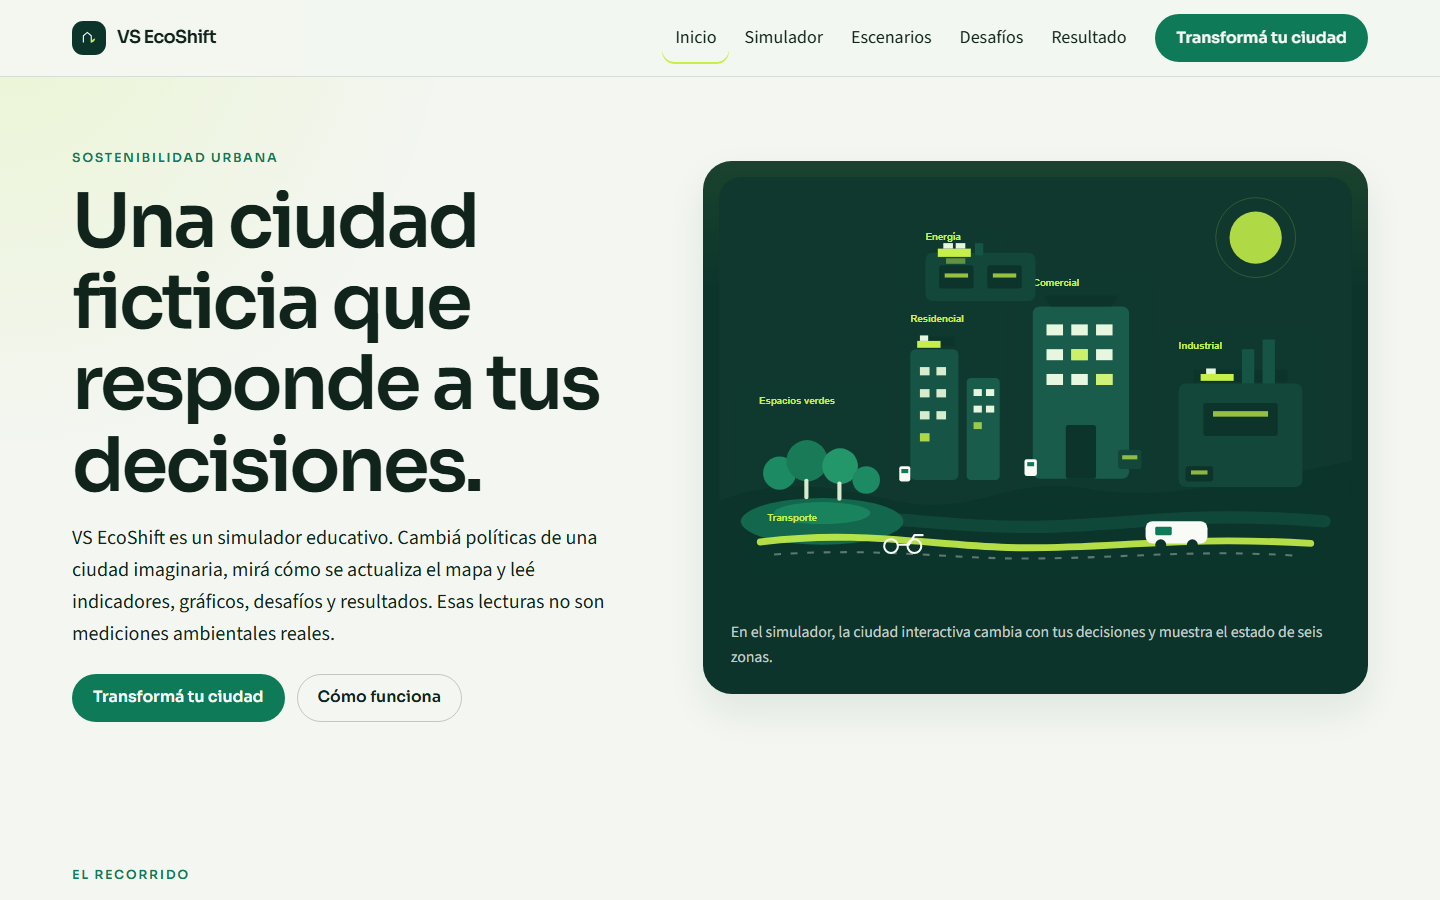 VS EcoShift
Inicio
Simulador
Escenarios
Desafíos
Resultado
Transformá tu ciudad
SOSTENIBILIDAD URBANA
Una ciudad
ficticia que
responde a tus
decisiones.
VS EcoShift es un simulador educativo. Cambiá políticas de una
ciudad imaginaria, mirá cómo se actualiza el mapa y leé
indicadores, gráficos, desafíos y resultados. Esas lecturas no son
mediciones ambientales reales.
Transformá tu ciudad
Cómo funciona
Energía
Comercial
Residencial
Industrial
Espacios verdes
Transporte
En el simulador, la ciudad interactiva cambia con tus decisiones y muestra el estado de seis
zonas.
EL RECORRIDO